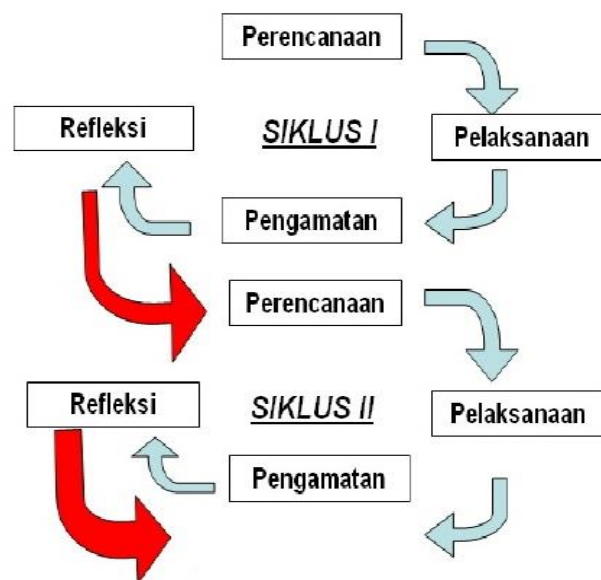 Perencanaan
Refleksi
SIKLUS I
Pelaksanaan
Pengamatan
Perencanaan
Refleksi
SIKLUS II
Pelaksanaan
Pengamatan